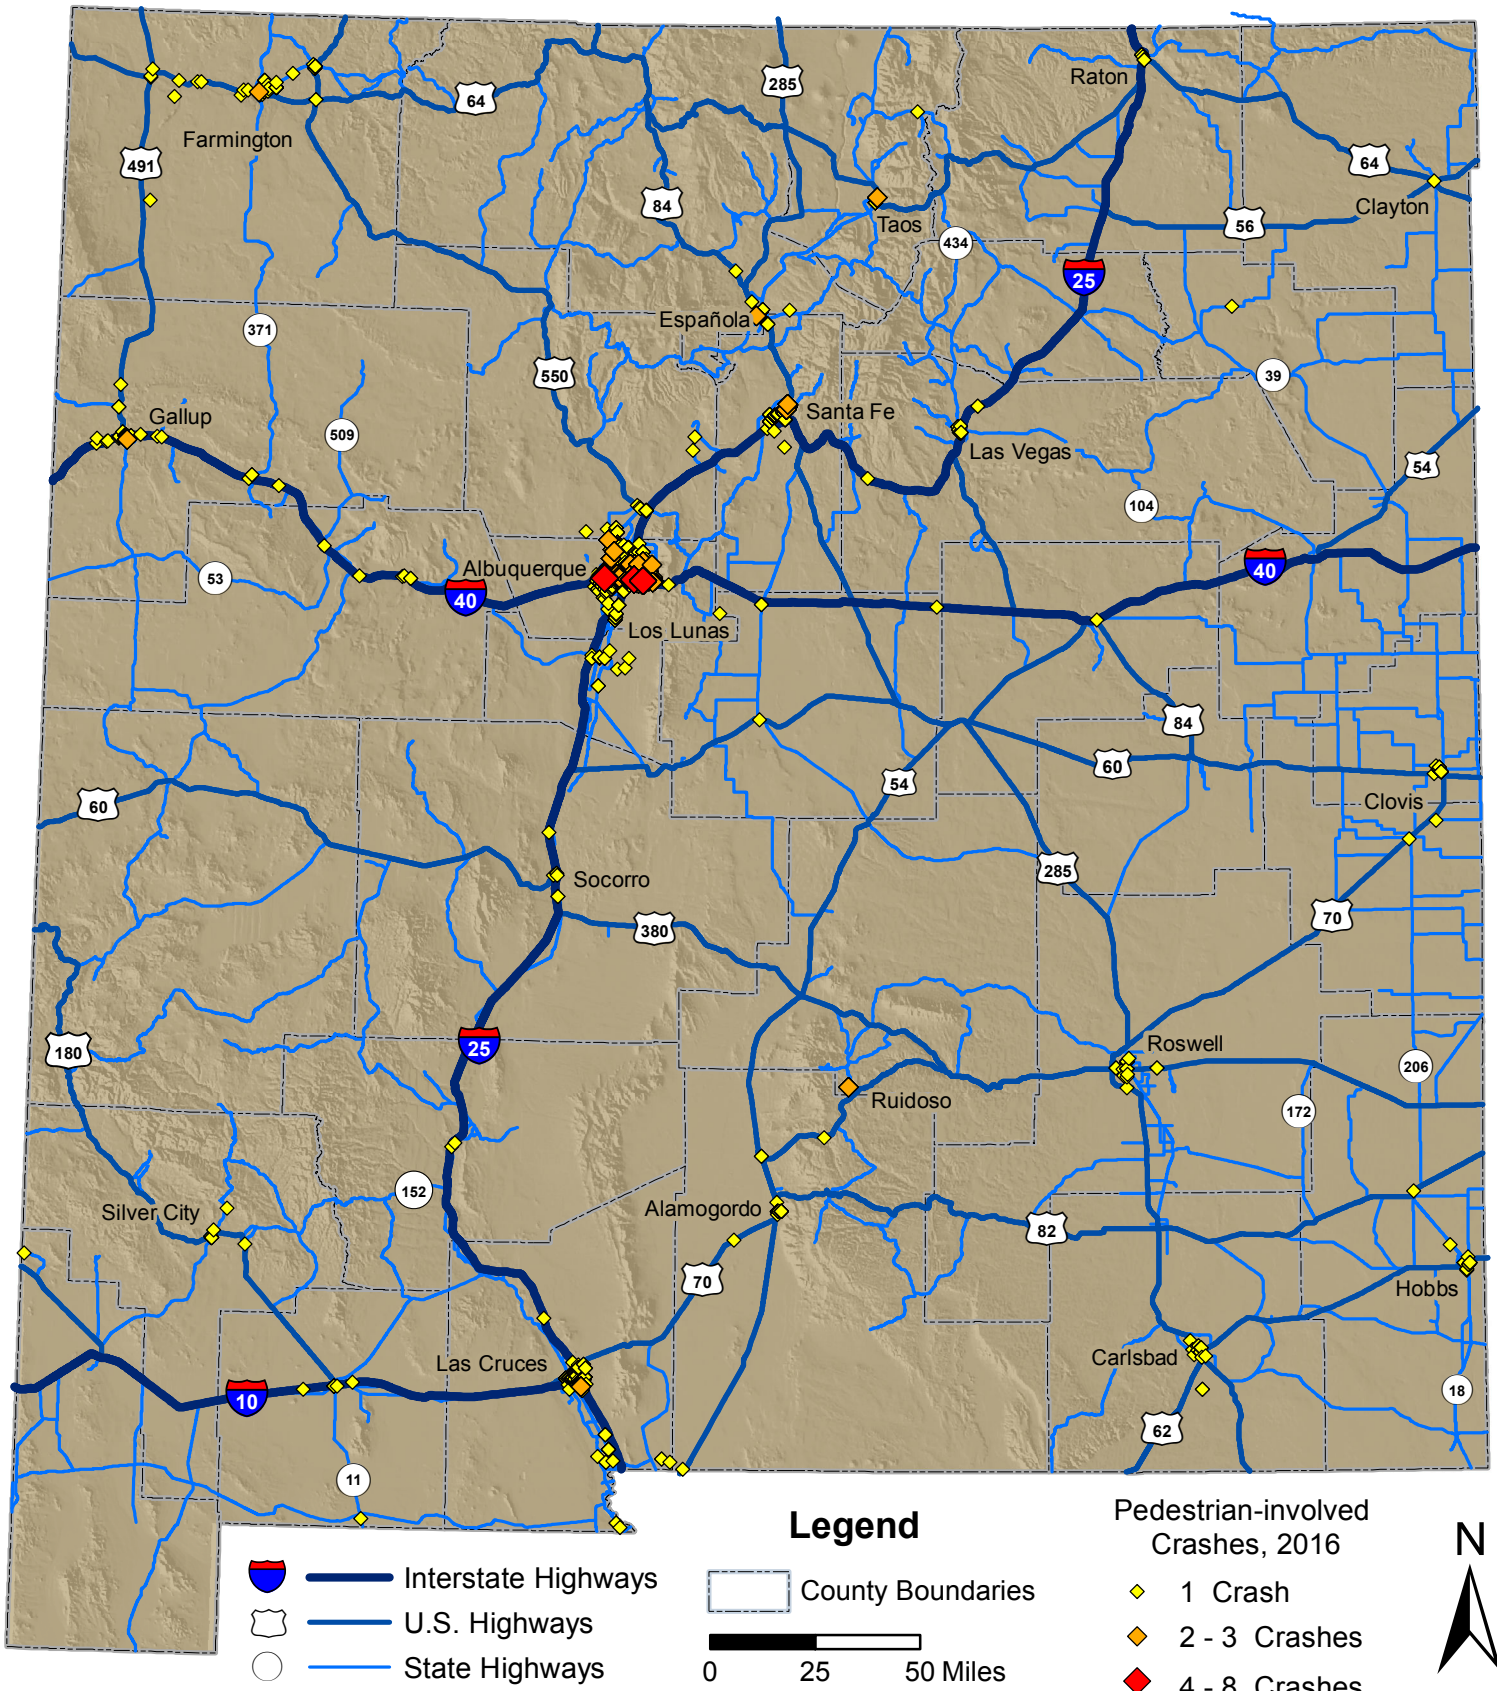 Raton
285
64
Farmington
491
64
84
Clayton
Taos
56
434
25
Española
371
550
39
Gallup
Santa Fe
509
Las Vegas
54
104
Albuquerque
40
53
40
Los Lunas
84
60
54
60
Clovis
285
Socorro
70
380
Roswell
25
180
206
Ruidoso
172
152
Silver City
Alamogordo
82
70
Hobbs
Las Cruces
Carlsbad
18
10
62
11
Legend
Pedestrian-involved
Crashes, 2016
N
Interstate Highways
County Boundaries
1 Crash
U.S. Highways
2 - 3 Crashes
State Highways
0 25 50 Miles
4 - 8 Crashes